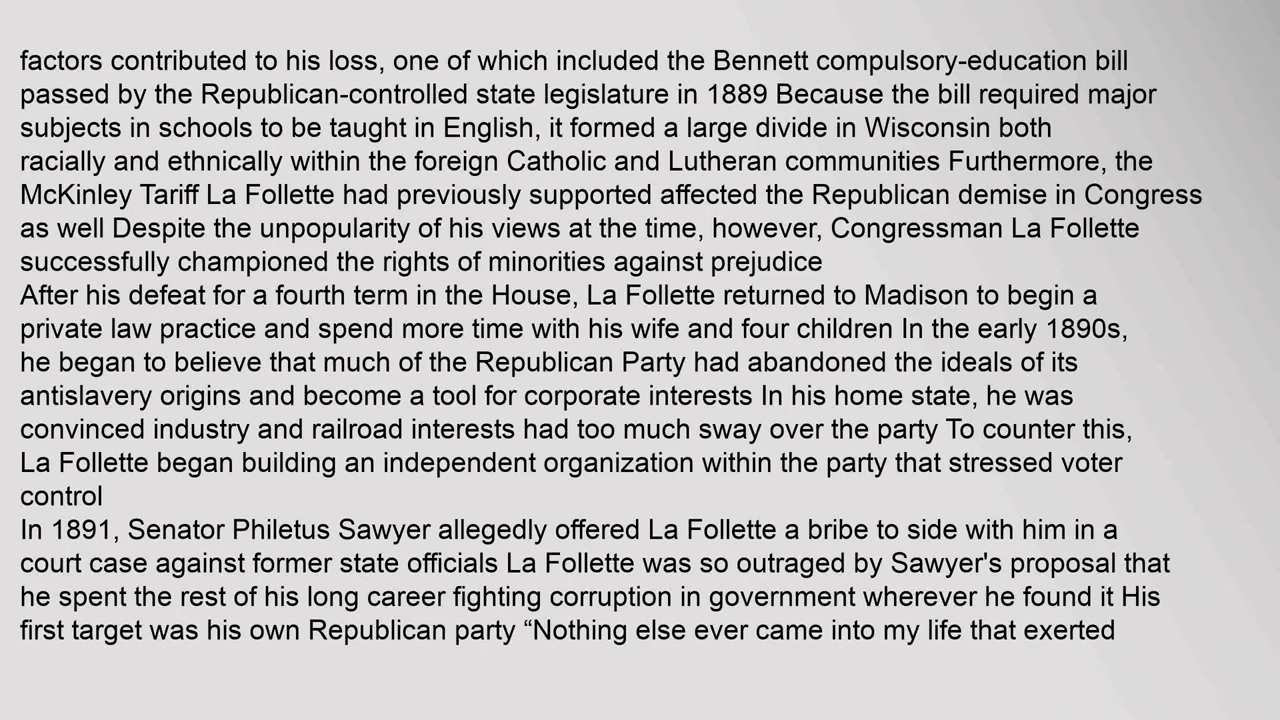 factors contributed to his loss, one of which included the Bennett compulsory-education bill
passed by the Republican-controlled state legislature in 1889 Because the bill required major
subjects in schools to be taught in English, it formed a large divide in Wisconsin both
racially and ethnically within the foreign Catholic and Lutheran communities Furthermore, the
McKinley Tariff La Follette had previously supported affected the Republican demise in Congress
as well Despite the unpopularity of his views at the time, however, Congressman La Follette
successfully championed the rights of minorities against prejudice
After his defeat for a fourth term in the House, La Follette returned to Madison to begin a
private law practice and spend more time with his wife and four children In the early 1890s,
he began to believe that much of the Republican Party had abandoned the ideals of its
antislavery origins and become a tool for corporate interests In his home state, he was
convinced industry and railroad interests had too much sway over the party To counter this,
La Follette began building an independent organization within the party that stressed voter
control
In 1891, Senator Philetus Sawyer allegedly offered La Follette a bribe to side with him in a
court case against former state officials La Follette was so outraged by Sawyer's proposal that
he spent the rest of his long career fighting corruption in government wherever he found it His
first target was his own Republican party “Nothing else ever came into my life that exerted